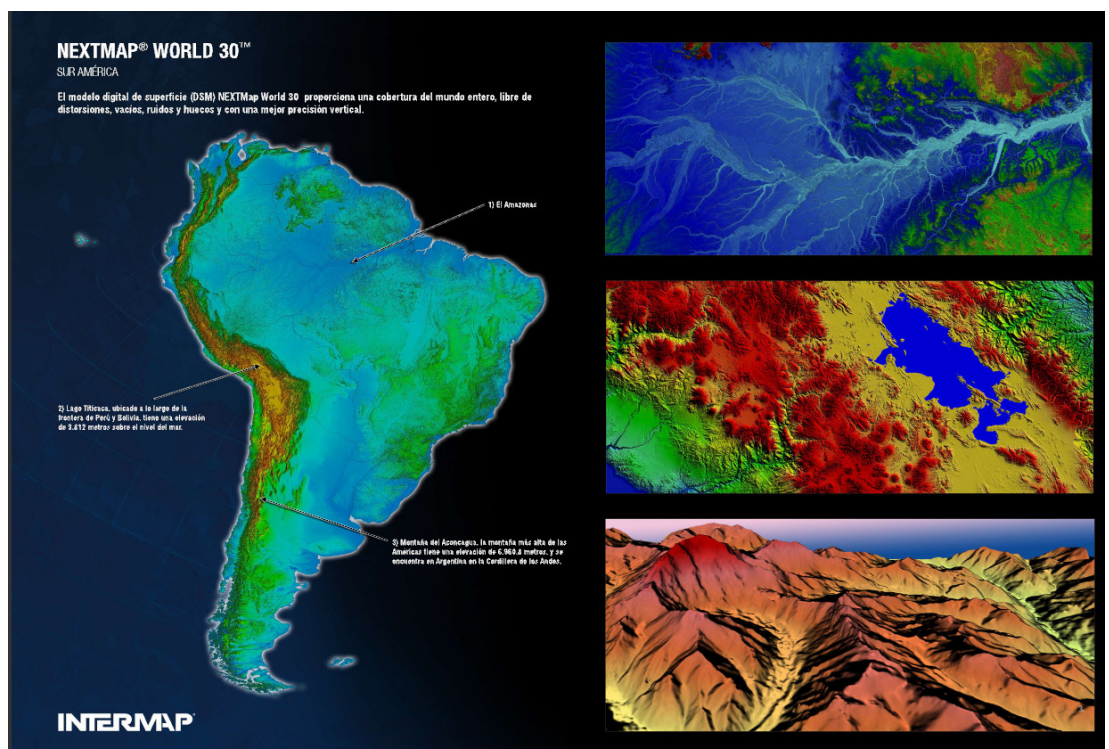 NEXTMAP® WORLD 30™
SUR AMÉRICA
El modelo digital de superficie (DSM) NEXTMap World 30 proporciona una cobertura del mundo entero, libre de
distorsiones, vacíos, ruidos y huecos y con una mejor precisión vertical.
1) El Amazonas
2) Lago Titicaca, ubicado a lo largo de la
frontera de Perú y Bolivia, tiene una elevación
de 3.812 metros sobre el nivel del mar.
3) Montaña del Aconcagua, la montaña más alta de las
Américas tiene una elevación de 6.960,8 metros, y se
encuentra en Argentina en la Cordillera de los Andes.
INTERMAP